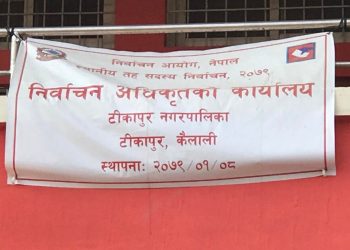 निर्वाचन आयोग, नेपाल
स्थानीय तह सदस्य निर्वाचन, २०७९
निर्वाचन अधिकृतको कार्यालय
टीकापुर नगरपालिका
टीकापुर, कैलाली
स्थापनाः २०७९/०१/०८